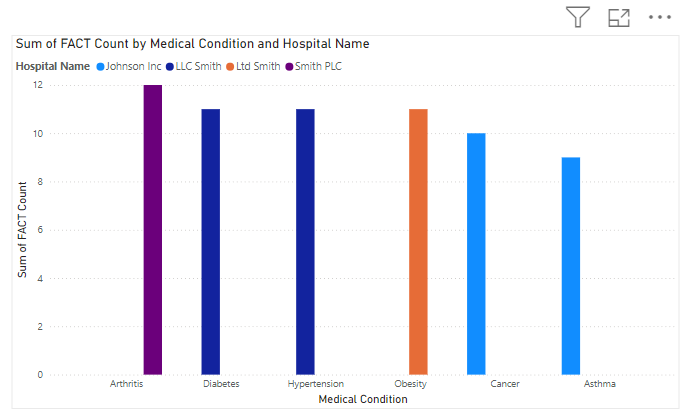 Sum of FACT Count by Medical Condition and Hospital Name
Hospital Name Johnson Inc LLC Smith Ltd Smith Smith PLC
12
10
8
6
4
2
0
Sum of FACT Count
Arthritis Diabetes Hypertension Obesity Cancer Asthma
Medical Condition